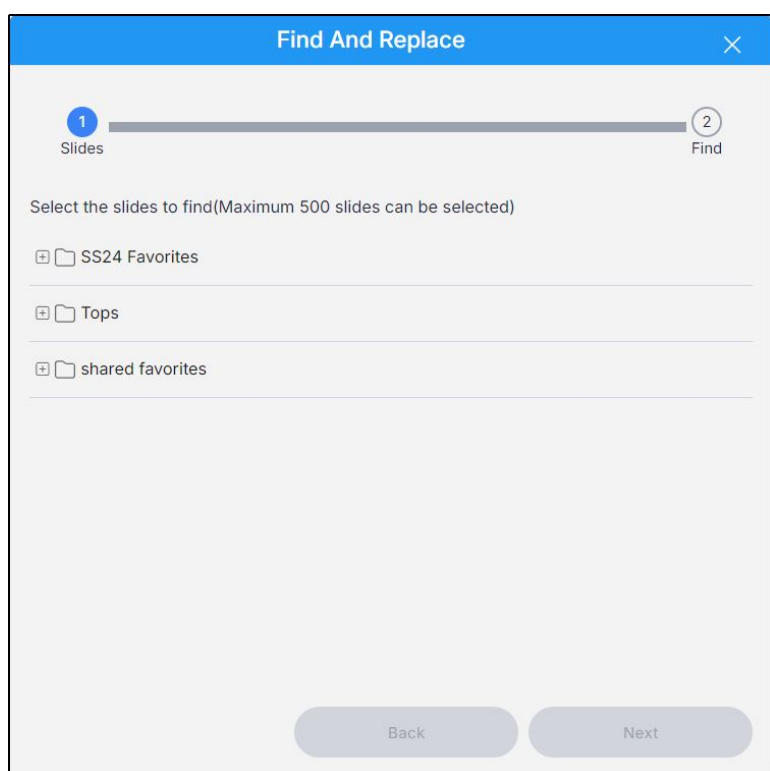 Find And Replace
1
2
Slides
Find
Select the slides to find(Maximum 500 slides can be selected)
SS24 Favorites
Tops
shared favorites
Back
Next